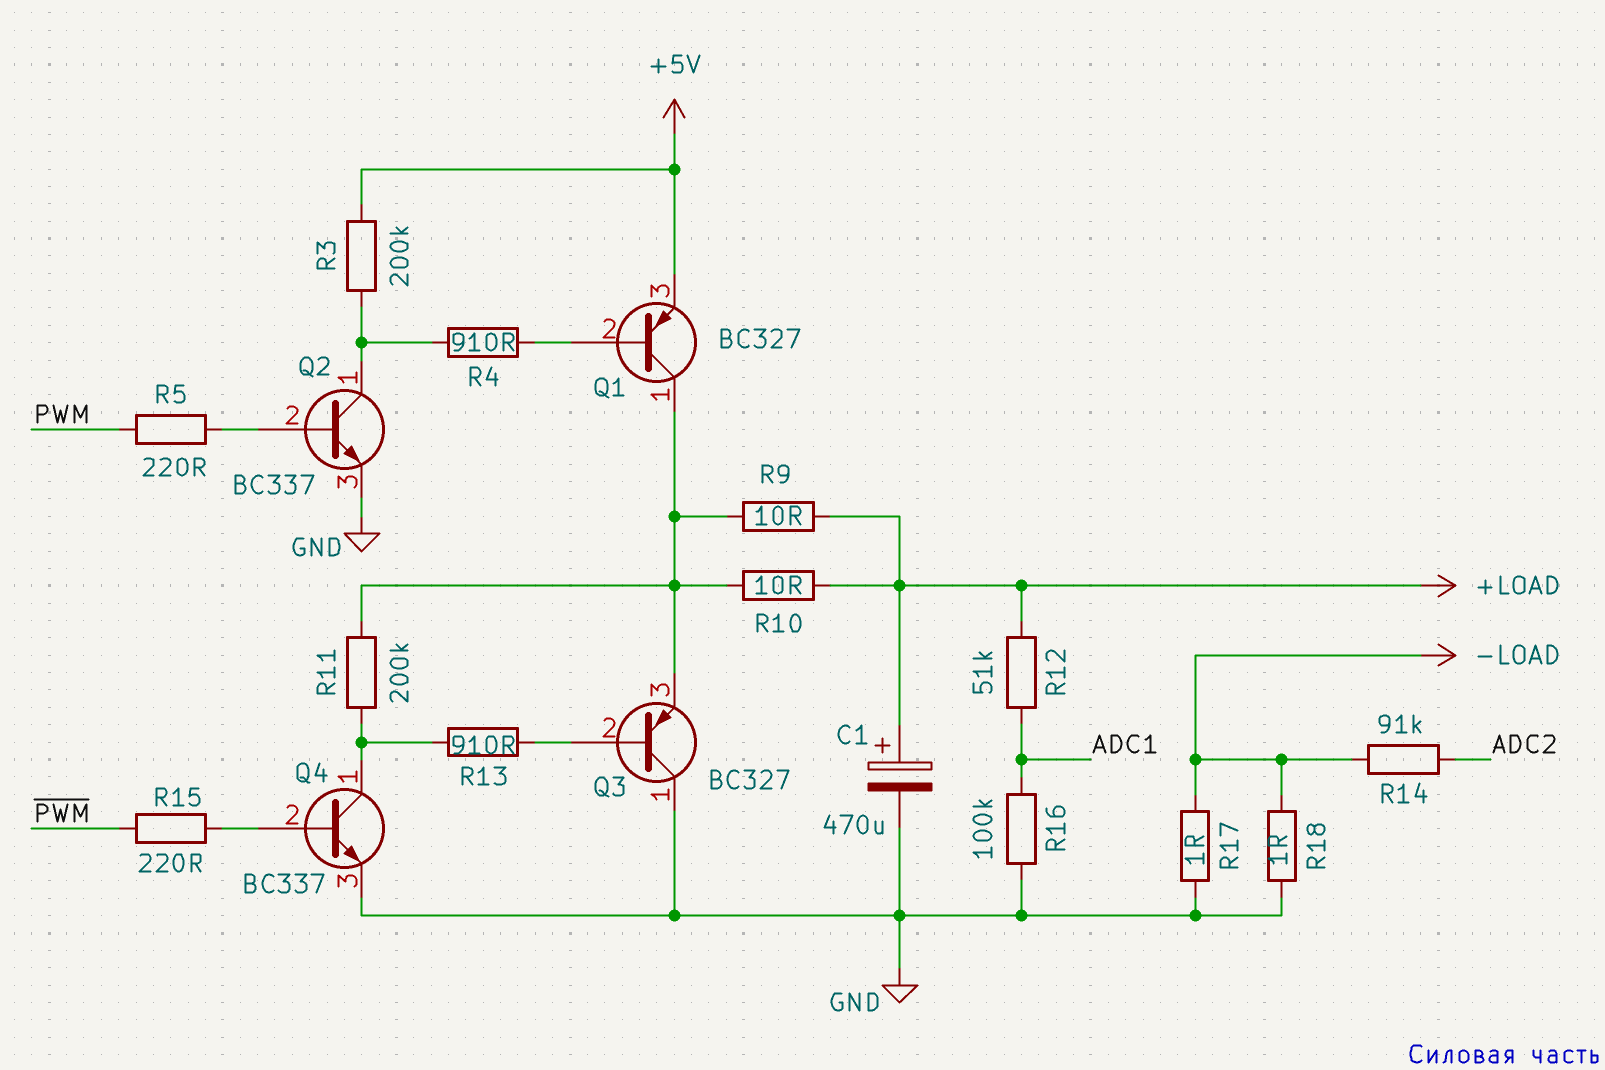 +5V
R3
200k
3
2
BC327
910R
R4
Q1
1
Q2
1
R5
PWM
2
220R
BC337
3
GND
R9
10R
10R
R10
+LOAD
R11
200k
3
2
BC327
910R
R13
Q3
1
51k
R12
-LOAD
Q4
1
R15
PWM
2
220R
BC337
3
C1
+
470u
ADC1
100k
R16
91k
ADC2
R14
1R
R17
1R
R18
GND
Силовая часть